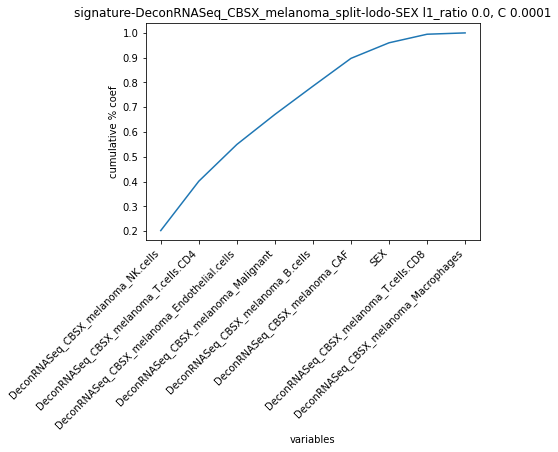 signature-DeconRNASeq_CBSX_melanoma_split-lodo-SEX l1_ratio 0.0, C 0.0001
cumulative % coef
1.0
0.9
0.8
0.7
0.6
0.5
0.4
0.3
0.2
DeconRNASeq_CBSX_melanoma_NK.cells
DeconRNASeq_CBSX_melanoma_T.cells.CD4
DeconRNASeq_CBSX_melanoma_Endothelial.cells
DeconRNASeq_CBSX_melanoma_Malignant
DeconRNASeq_CBSX_melanoma_B.cells
DeconRNASeq_CBSX_melanoma_CAF
SEX
DeconRNASeq_CBSX_melanoma_T.cells.CD8
DeconRNASeq_CBSX_melanoma_Macrophages
variables